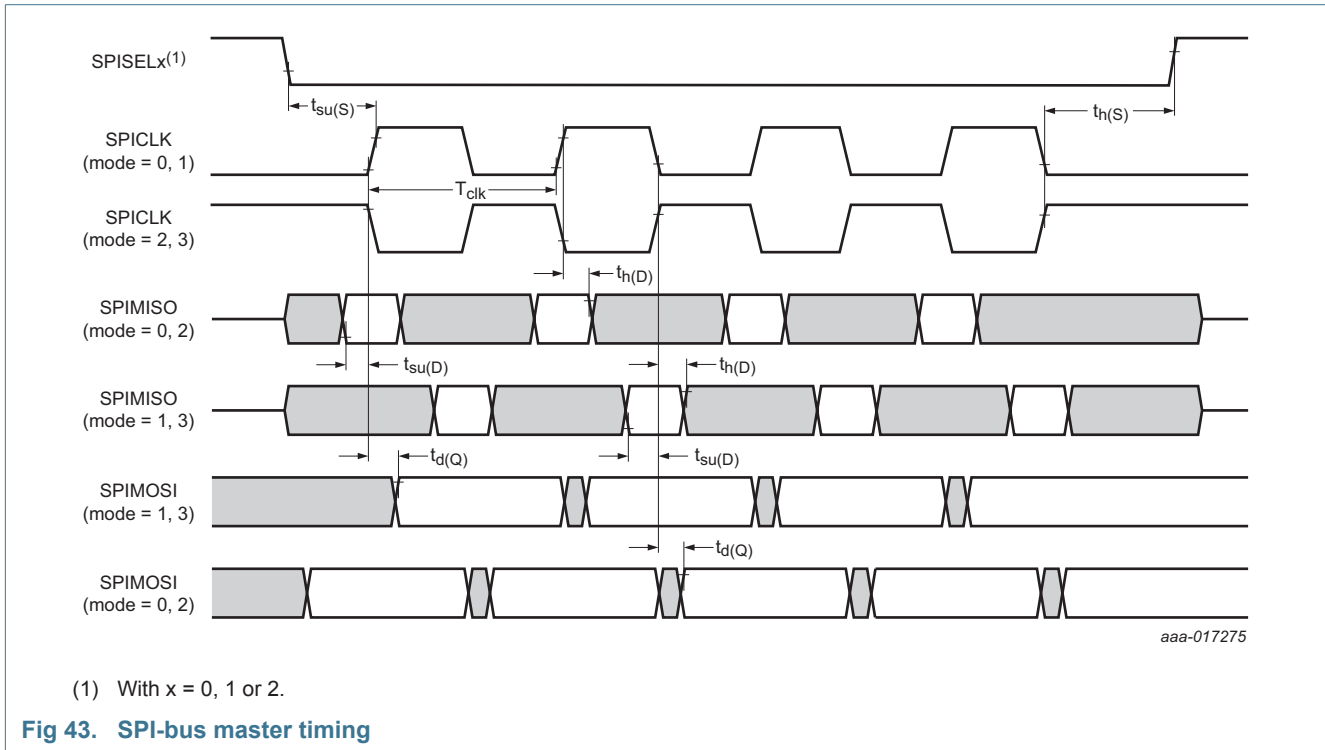 SPISELx(1)
tsu(S)
th(S)
SPICLK
(mode = 0, 1)
Tclk
SPICLK
(mode = 2, 3)
th(D)
SPIMISO
(mode = 0, 2)
tsu(D)
th(D)
SPIMISO
(mode = 1, 3)
td(Q)
tsu(D)
SPIMOSI
(mode = 1, 3)
td(Q)
SPIMOSI
(mode = 0, 2)
aaa-017275
(1) With x = 0, 1 or 2.
Fig 43. SPI-bus master timing